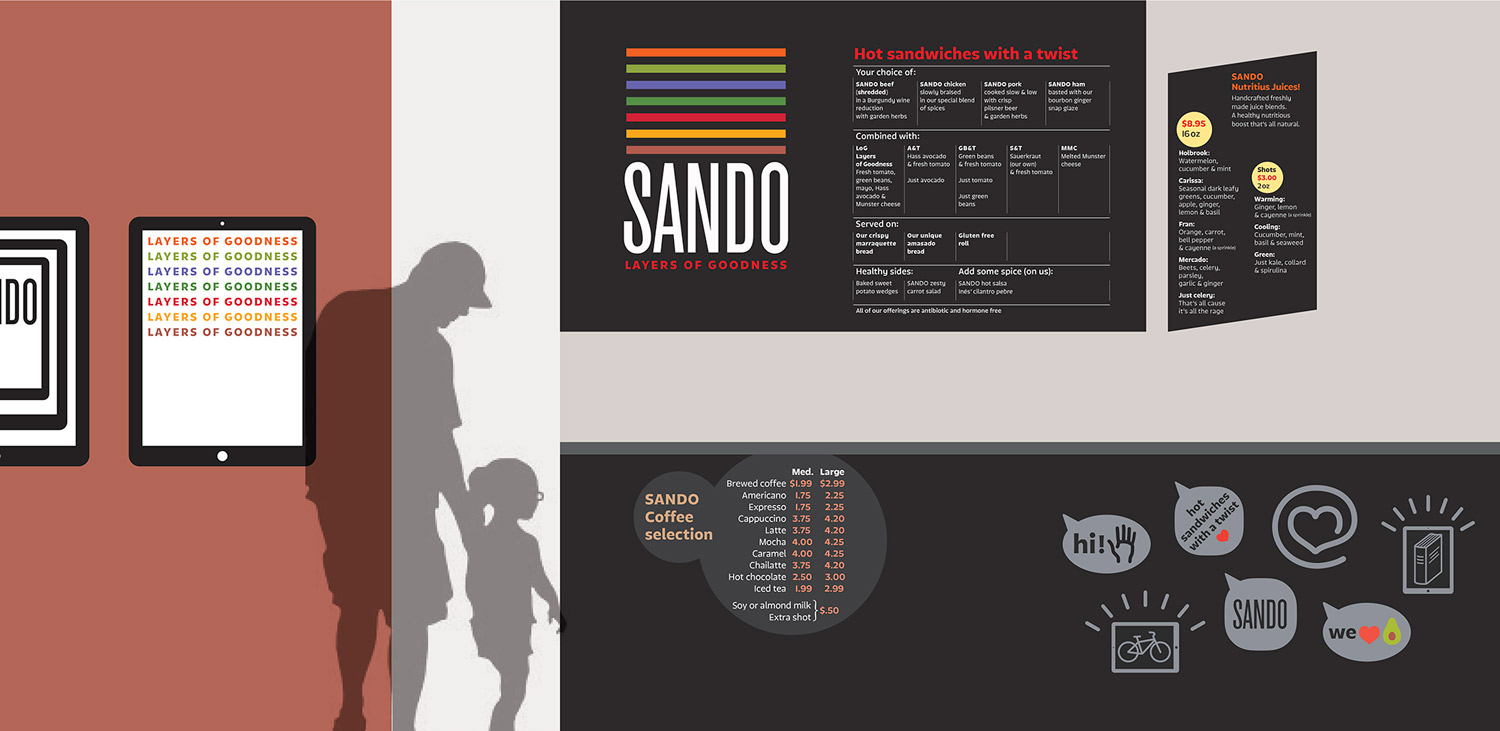 NDO
LAYERS OF GOODNESS
LAYERS OF GOODNESS
LAYERS OF GOODNESS
LAYERS OF GOODNESS
LAYERS OF GOODNESS
LAYERS OF GOODNESS
LAYERS OF GOODNESS
SANDO
LAYERS OF GOODNESS
Hot sandwiches with a twist
Your choice of:
SANDO beef
(shredded)
in a Burgundy wine
reduction
with garden herbs
SANDO chicken
slowly braised
in our special blend
of spices
SANDO pork
cooked slow & low
with crisp
pilsner beer
& garden herbs
SANDO ham
basted with our
bourbon ginger
snap glaze
Combined with:
LoG
Layers
of Goodness
Fresh tomato,
green beans,
mayo, Hass
avocado &
Munster cheese
A&T
Hass avocado
& fresh tomato
Just avocado
GB&T
Green beans
& fresh tomato
Just tomato
Just green
beans
S&T
Sauerkraut
(our own)
& fresh tomato
MMC
Melted Munster
cheese
Served on:
Our crispy
marraquette
bread
Our unique
amasado
bread
Gluten free
roll
Healthy sides:
Baked sweet
potato wedges
SANDO zesty
carrot salad
Add some spice (on us):
SANDO hot salsa
Inés' cilantro pebre
All of our offerings are antibiotic and hormone free
SANDO
Nutritius Juices!
Handcrafted freshly
made juice blends.
A healthy nutritious
boost that's all natural.
$8.95
16 oz
Holbrook:
Watermelon,
cucumber & mint
Carissa:
Seasonal dark leafy
greens, cucumber,
apple, ginger,
lemon & basil
Fran:
Orange, carrot,
bell pepper
& cayenne (a sprinkle)
Mercado:
Beets, celery,
parsley,
garlic & ginger
Just celery:
That's all cause
it's all the rage
Shots
$3.00
2 oz
Warming:
Ginger, lemon
& cayenne (a sprinkle)
Cooling:
Cucumber, mint,
basil & seaweed
Green:
Just kale, collard
& spirulina
SANDO
Coffee
selection
Med. Large
Brewed coffee $1.99 $2.99
Americano 1.75 2.25
Expresso 1.75 2.25
Cappuccino 3.75 4.20
Latte 3.75 4.20
Mocha 4.00 4.25
Caramel 4.00 4.25
Chailatte 3.75 4.20
Hot chocolate 2.50 3.00
Iced tea 1.99 2.99
Soy or almond milk
Extra shot } $.50
hi!
hot
sandwiches
with a twist
SANDO
we